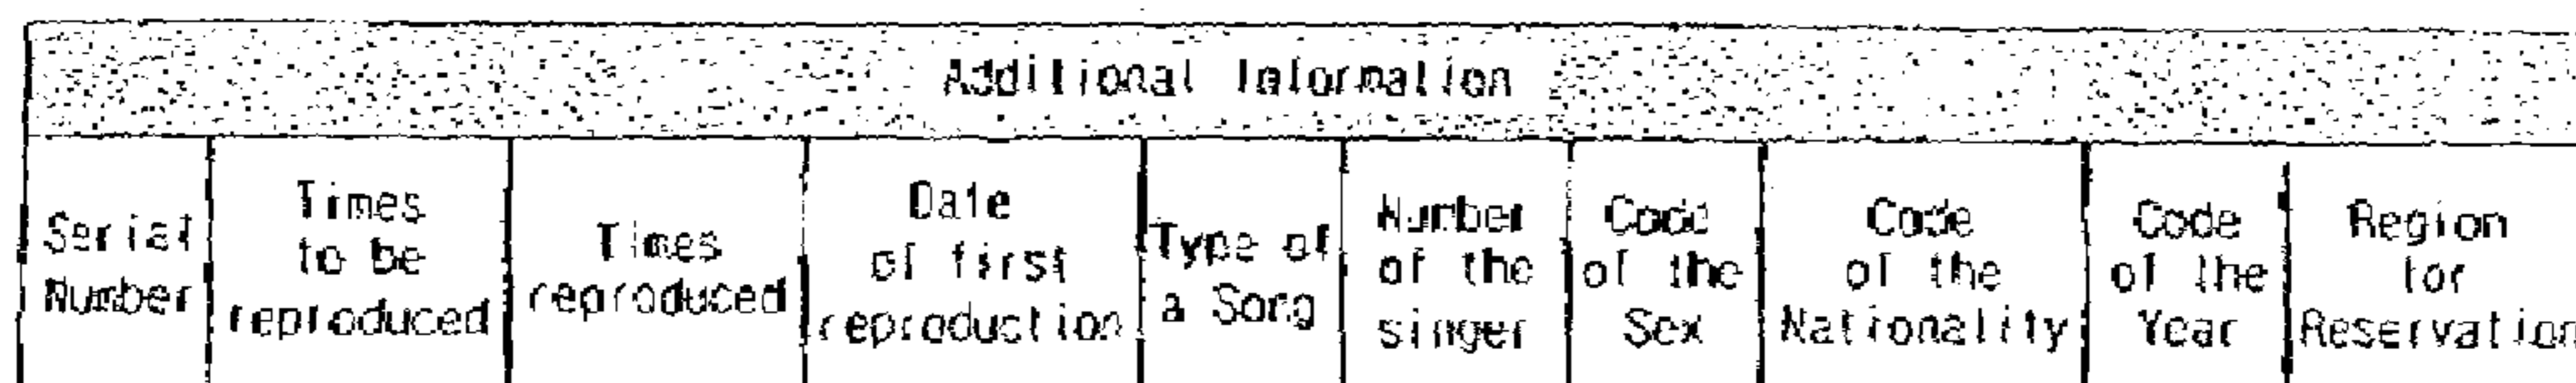 Additional Information
Serial
Number
Times
to be
reproduced
Times
reproduced
Date
of first
reproduction
Type of
a Song
Number
of the
singer
Code
of the
Sex
Code
of the
Nationality
Code
of the
Year
Region
for
Reservation